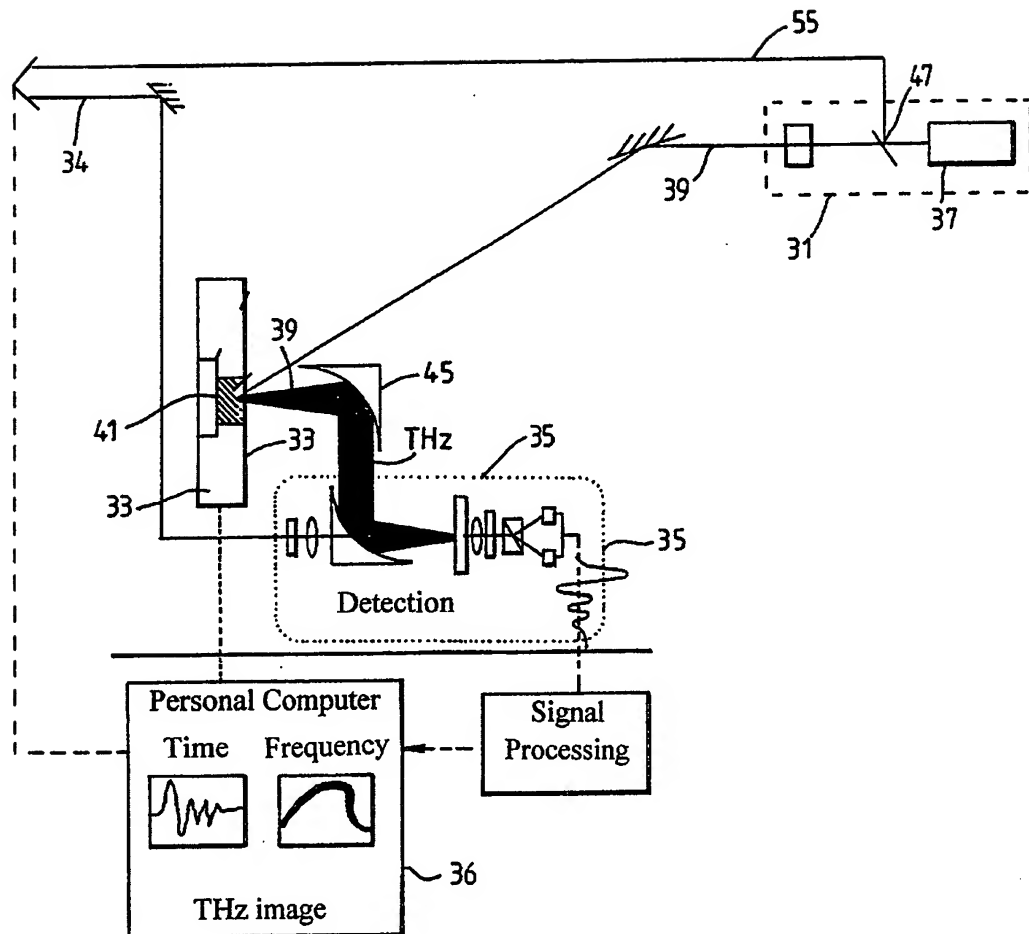 55
47
34
39
31
37
39
45
41
33
THz
35
33
35
Detection
Personal Computer
Time Frequency
Signal
Processing
36
THz image